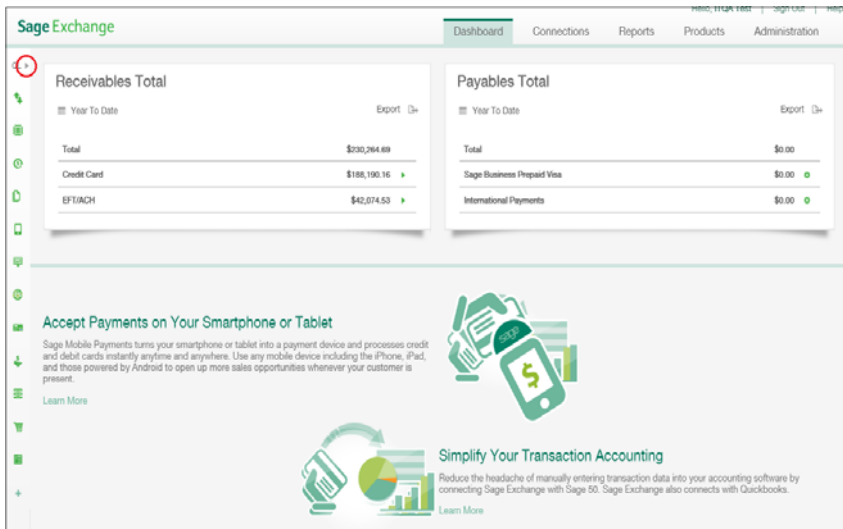 Hello, ITQA Test | Sign Out | Help
Sage Exchange
Dashboard Connections Reports Products Administration
Receivables Total
Year To Date Export
Total $230,264.69
Credit Card $188,190.16
EFT/ACH $42,074.53
Payables Total
Year To Date Export
Total $0.00
Sage Business Prepaid Visa $0.00
International Payments $0.00
Accept Payments on Your Smartphone or Tablet
Sage Mobile Payments turns your smartphone or tablet into a payment device and processes credit
and debit cards instantly anytime and anywhere. Use any mobile device including the iPhone, iPad,
and those powered by Android to open up more sales opportunities whenever your customer is
present.
Learn More
sage
$
Simplify Your Transaction Accounting
Reduce the headache of manually entering transaction data into your accounting software by
connecting Sage Exchange with Sage 50. Sage Exchange also connects with Quickbooks.
Learn More